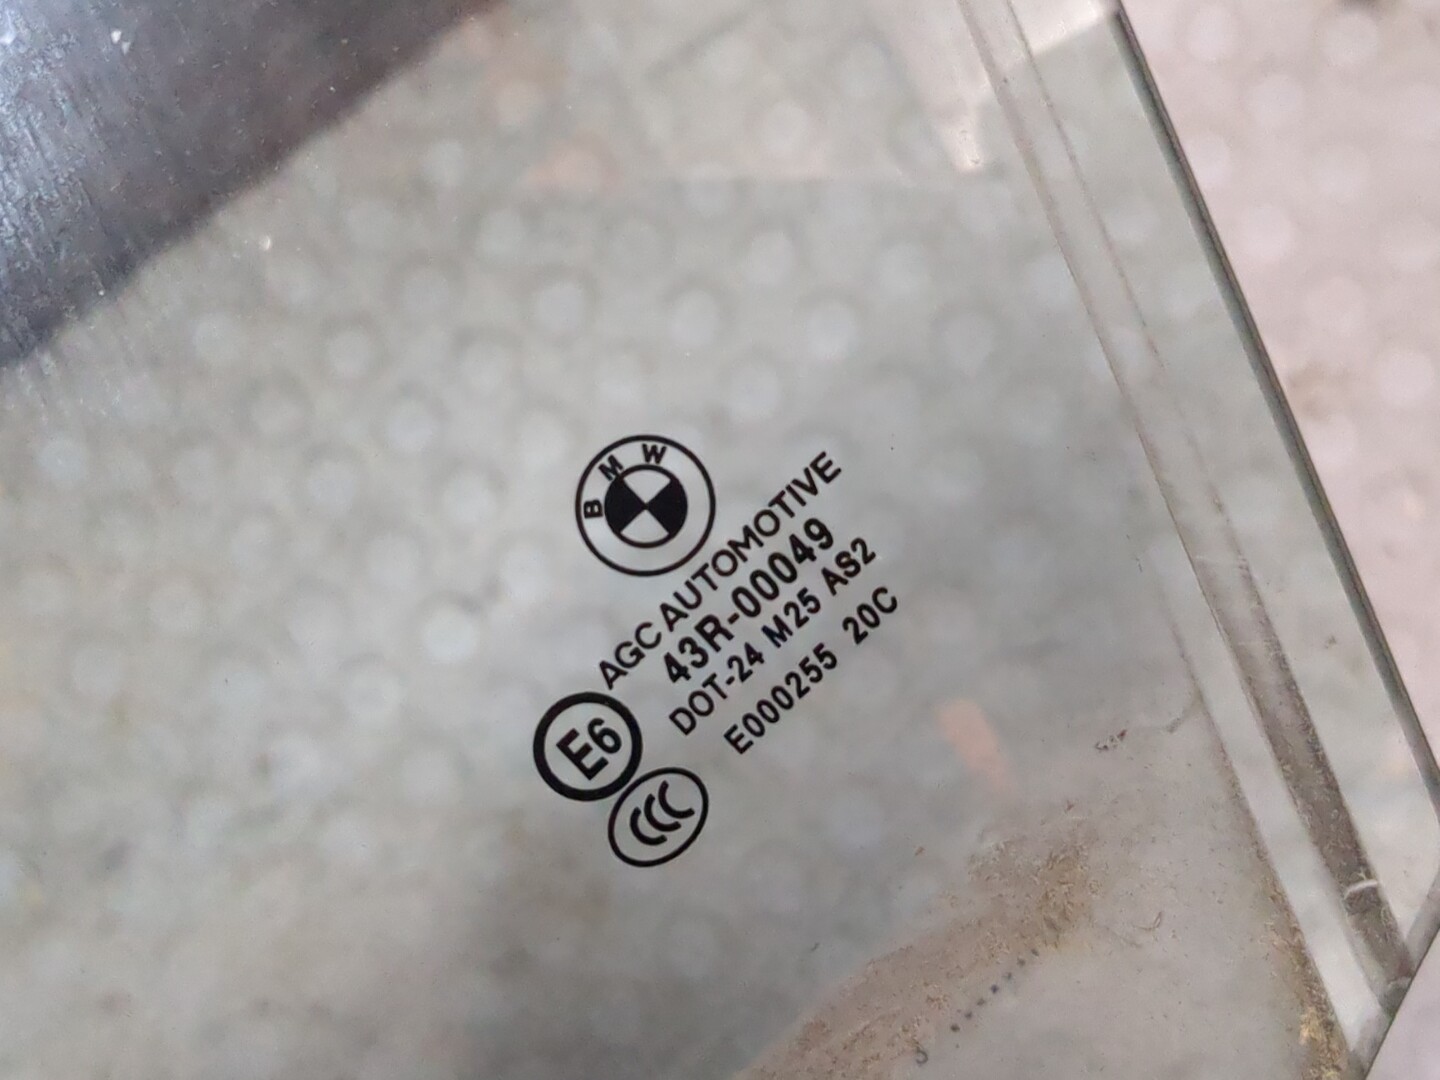 BMW
AGC AUTOMOTIVE
43R-00049
DOT-24 M25 AS2
E000255 20C
E6
CCC